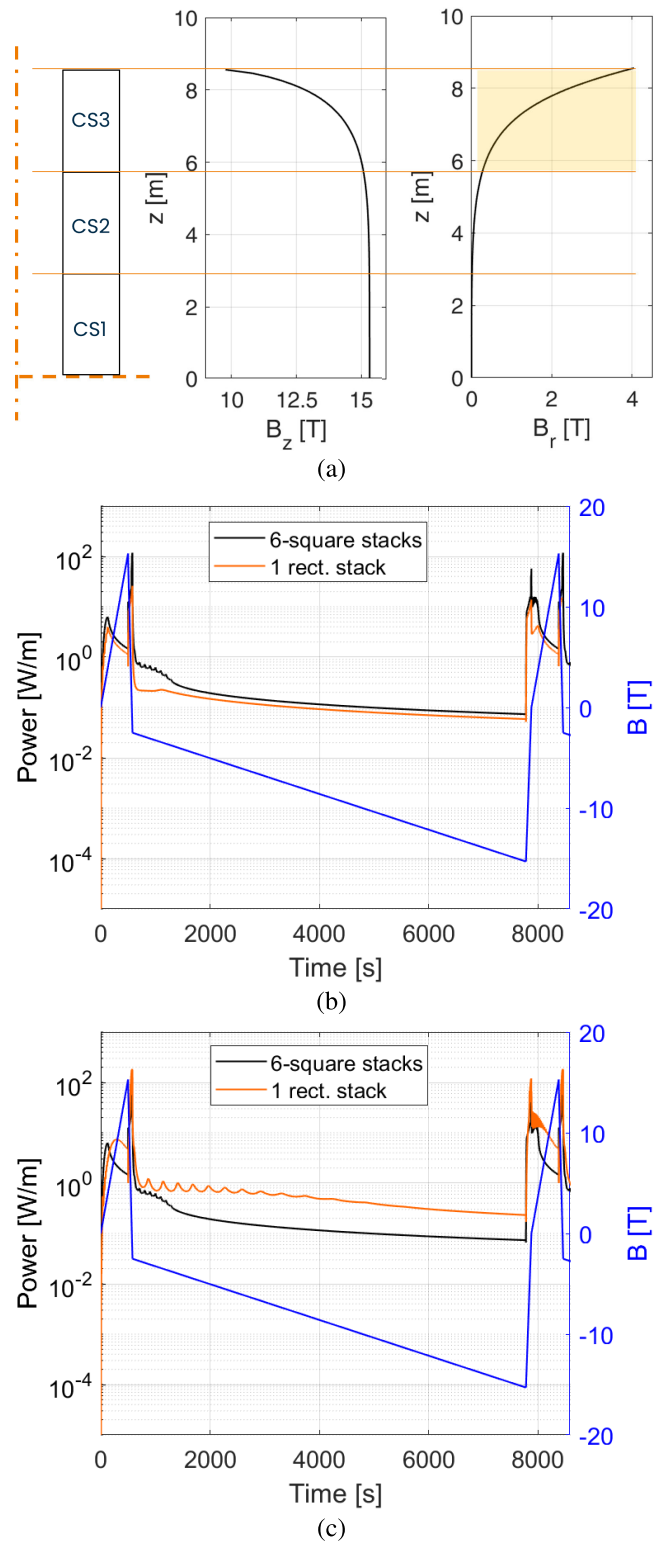 CS3
CS2
CS1
10
8
6
4
2
0
z [m]
10
12.5
15
B_z [T]
10
8
6
4
2
0
z [m]
0
2
4
B_r [T]
(a)
6-square stacks
1 rect. stack
10^2
10^0
10^-2
10^-4
Power [W/m]
20
10
0
-10
-20
B [T]
0
2000
4000
6000
8000
Time [s]
(b)
6-square stacks
1 rect. stack
10^2
10^0
10^-2
10^-4
Power [W/m]
20
10
0
-10
-20
B [T]
0
2000
4000
6000
8000
Time [s]
(c)